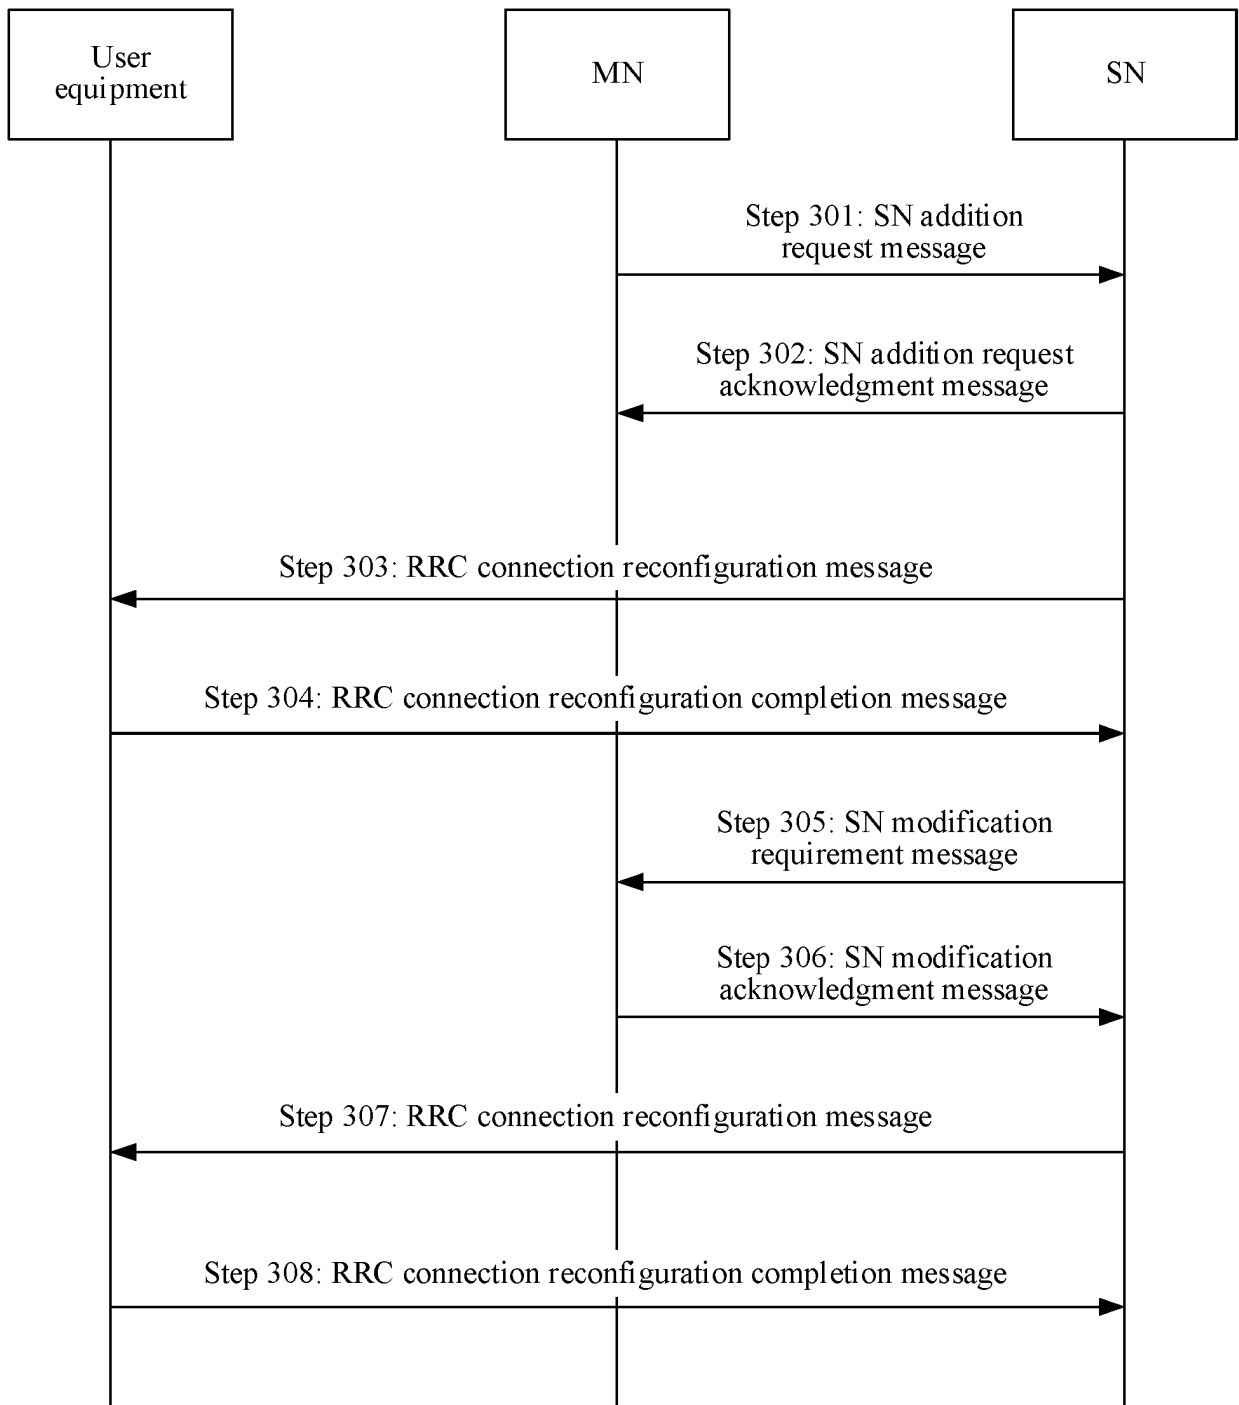 User
equipment
MN
SN
Step 301: SN addition
request message
Step 302: SN addition request
acknowledgment message
Step 303: RRC connection reconfiguration message
Step 304: RRC connection reconfiguration completion message
Step 305: SN modification
requirement message
Step 306: SN modification
acknowledgment message
Step 307: RRC connection reconfiguration message
Step 308: RRC connection reconfiguration completion message